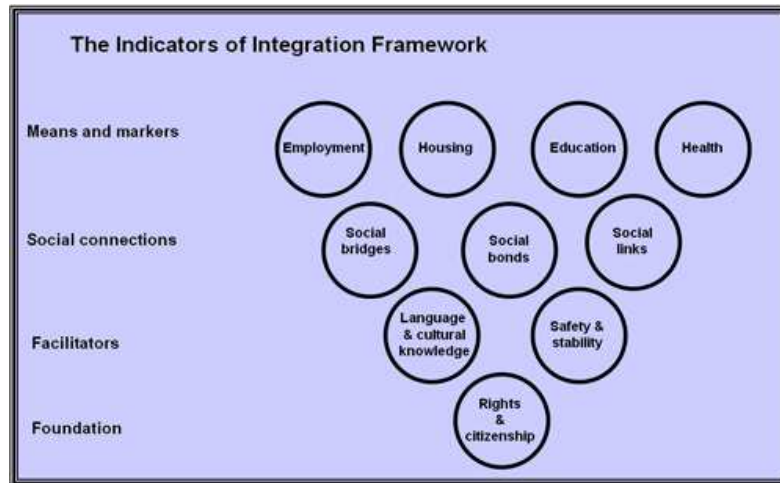 The Indicators of Integration Framework
Means and markers
Employment
Housing
Education
Health
Social connections
Social
bridges
Social
bonds
Social
links
Facilitators
Language
& cultural
knowledge
Safety &
stability
Foundation
Rights
&
citizenship